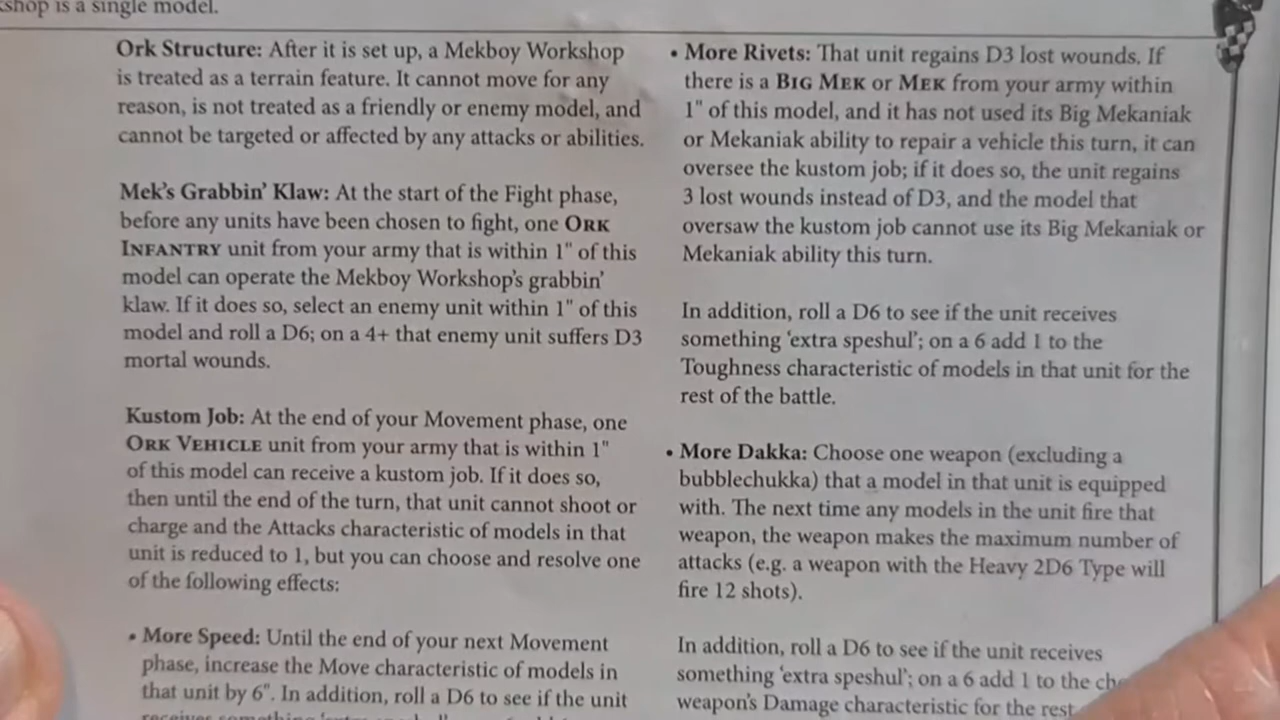 shop is a single model.
Ork Structure: After it is set up, a Mekboy Workshop
is treated as a terrain feature. It cannot move for any
reason, is not treated as a friendly or enemy model, and
cannot be targeted or affected by any attacks or abilities.
Mek's Grabbin' Klaw: At the start of the Fight phase,
before any units have been chosen to fight, one ORK
INFANTRY unit from your army that is within 1" of this
model can operate the Mekboy Workshop's grabbin'
klaw. If it does so, select an enemy unit within 1" of this
model and roll a D6; on a 4+ that enemy unit suffers D3
mortal wounds.
Kustom Job: At the end of your Movement phase, one
ORK VEHICLE unit from your army that is within 1"
of this model can receive a kustom job. If it does so,
then until the end of the turn, that unit cannot shoot or
charge and the Attacks characteristic of models in that
unit is reduced to 1, but you can choose and resolve one
of the following effects:
• More Speed: Until the end of your next Movement
phase, increase the Move characteristic of models in
that unit by 6". In addition, roll a D6 to see if the unit
receives something
• More Rivets: That unit regains D3 lost wounds. If
there is a BIG MEK or MEK from your army within
1" of this model, and it has not used its Big Mekaniak
or Mekaniak ability to repair a vehicle this turn, it can
oversee the kustom job; if it does so, the unit regains
3 lost wounds instead of D3, and the model that
oversaw the kustom job cannot use its Big Mekaniak or
Mekaniak ability this turn.
In addition, roll a D6 to see if the unit receives
something 'extra speshul'; on a 6 add 1 to the
Toughness characteristic of models in that unit for the
rest of the battle.
• More Dakka: Choose one weapon (excluding a
bubblechukka) that a model in that unit is equipped
with. The next time any models in the unit fire that
weapon, the weapon makes the maximum number of
attacks (e.g. a weapon with the Heavy 2D6 Type will
fire 12 shots).
In addition, roll a D6 to see if the unit receives
something 'extra speshul'; on a 6 add 1 to the
weapon's Damage characteristic for the rest